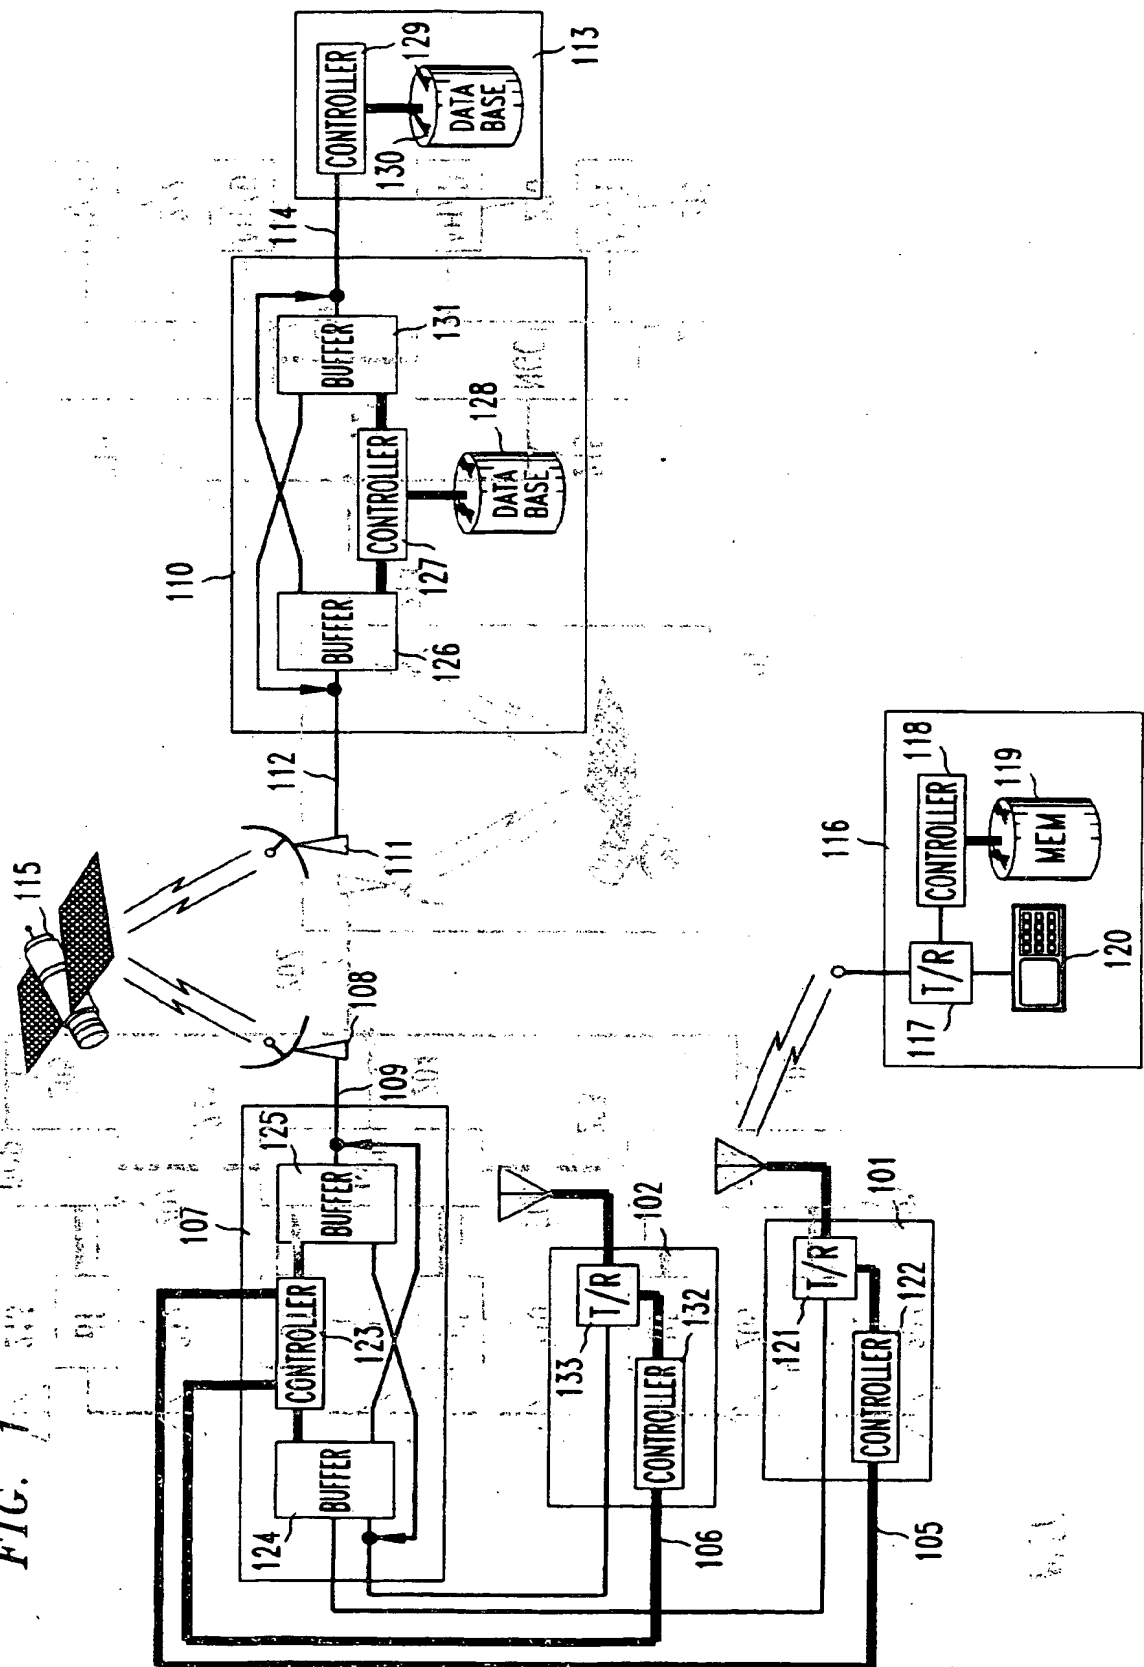 FIG. 1
115
107
125
BUFFER
CONTROLLER
123
BUFFER
124
109
108
111
112
110
BUFFER
126
CONTROLLER
127
DATA
BASE
128
BUFFER
131
114
CONTROLLER
129
130
DATA
BASE
113
102
T/R
133
CONTROLLER
132
106
101
T/R
121
CONTROLLER
122
105
116
T/R
117
CONTROLLER
118
MEM
119
120